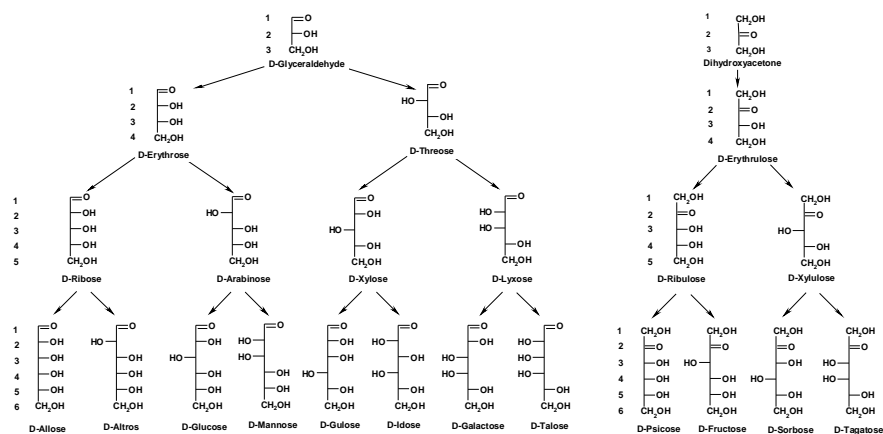 1 O 1 CH2OH
2 OH 2 O
3 CH2OH 3 CH2OH
D-Glyceraldehyde Dihydroxyacetone
1 O O 1 CH2OH
2 OH HO 2 O
3 OH OH 3 OH
4 CH2OH CH2OH 4 CH2OH
D-Erythrose D-Threose D-Erythrulose
1 O O O O 1 CH2OH CH2OH
2 OH HO OH HO 2 O O
3 OH OH HO HO 3 OH HO
4 OH OH OH OH 4 OH OH
5 CH2OH CH2OH CH2OH CH2OH 5 CH2OH CH2OH
D-Ribose D-Arabinose D-Xylose D-Lyxose D-Ribulose D-Xylulose
1 O O O O O O O O 1 CH2OH CH2OH CH2OH CH2OH
2 OH HO OH HO OH HO OH HO 2 O O O O
3 OH OH HO HO OH OH HO HO 3 OH HO OH HO
4 OH OH OH OH HO HO HO HO 4 OH OH HO HO
5 OH OH OH OH OH OH OH OH 5 OH OH OH OH
6 CH2OH CH2OH CH2OH CH2OH CH2OH CH2OH CH2OH CH2OH 6 CH2OH CH2OH CH2OH CH2OH
D-Allose D-Altros D-Glucose D-Mannose D-Gulose D-Idose D-Galactose D-Talose D-Psicose D-Fructose D-Sorbose D-Tagatose